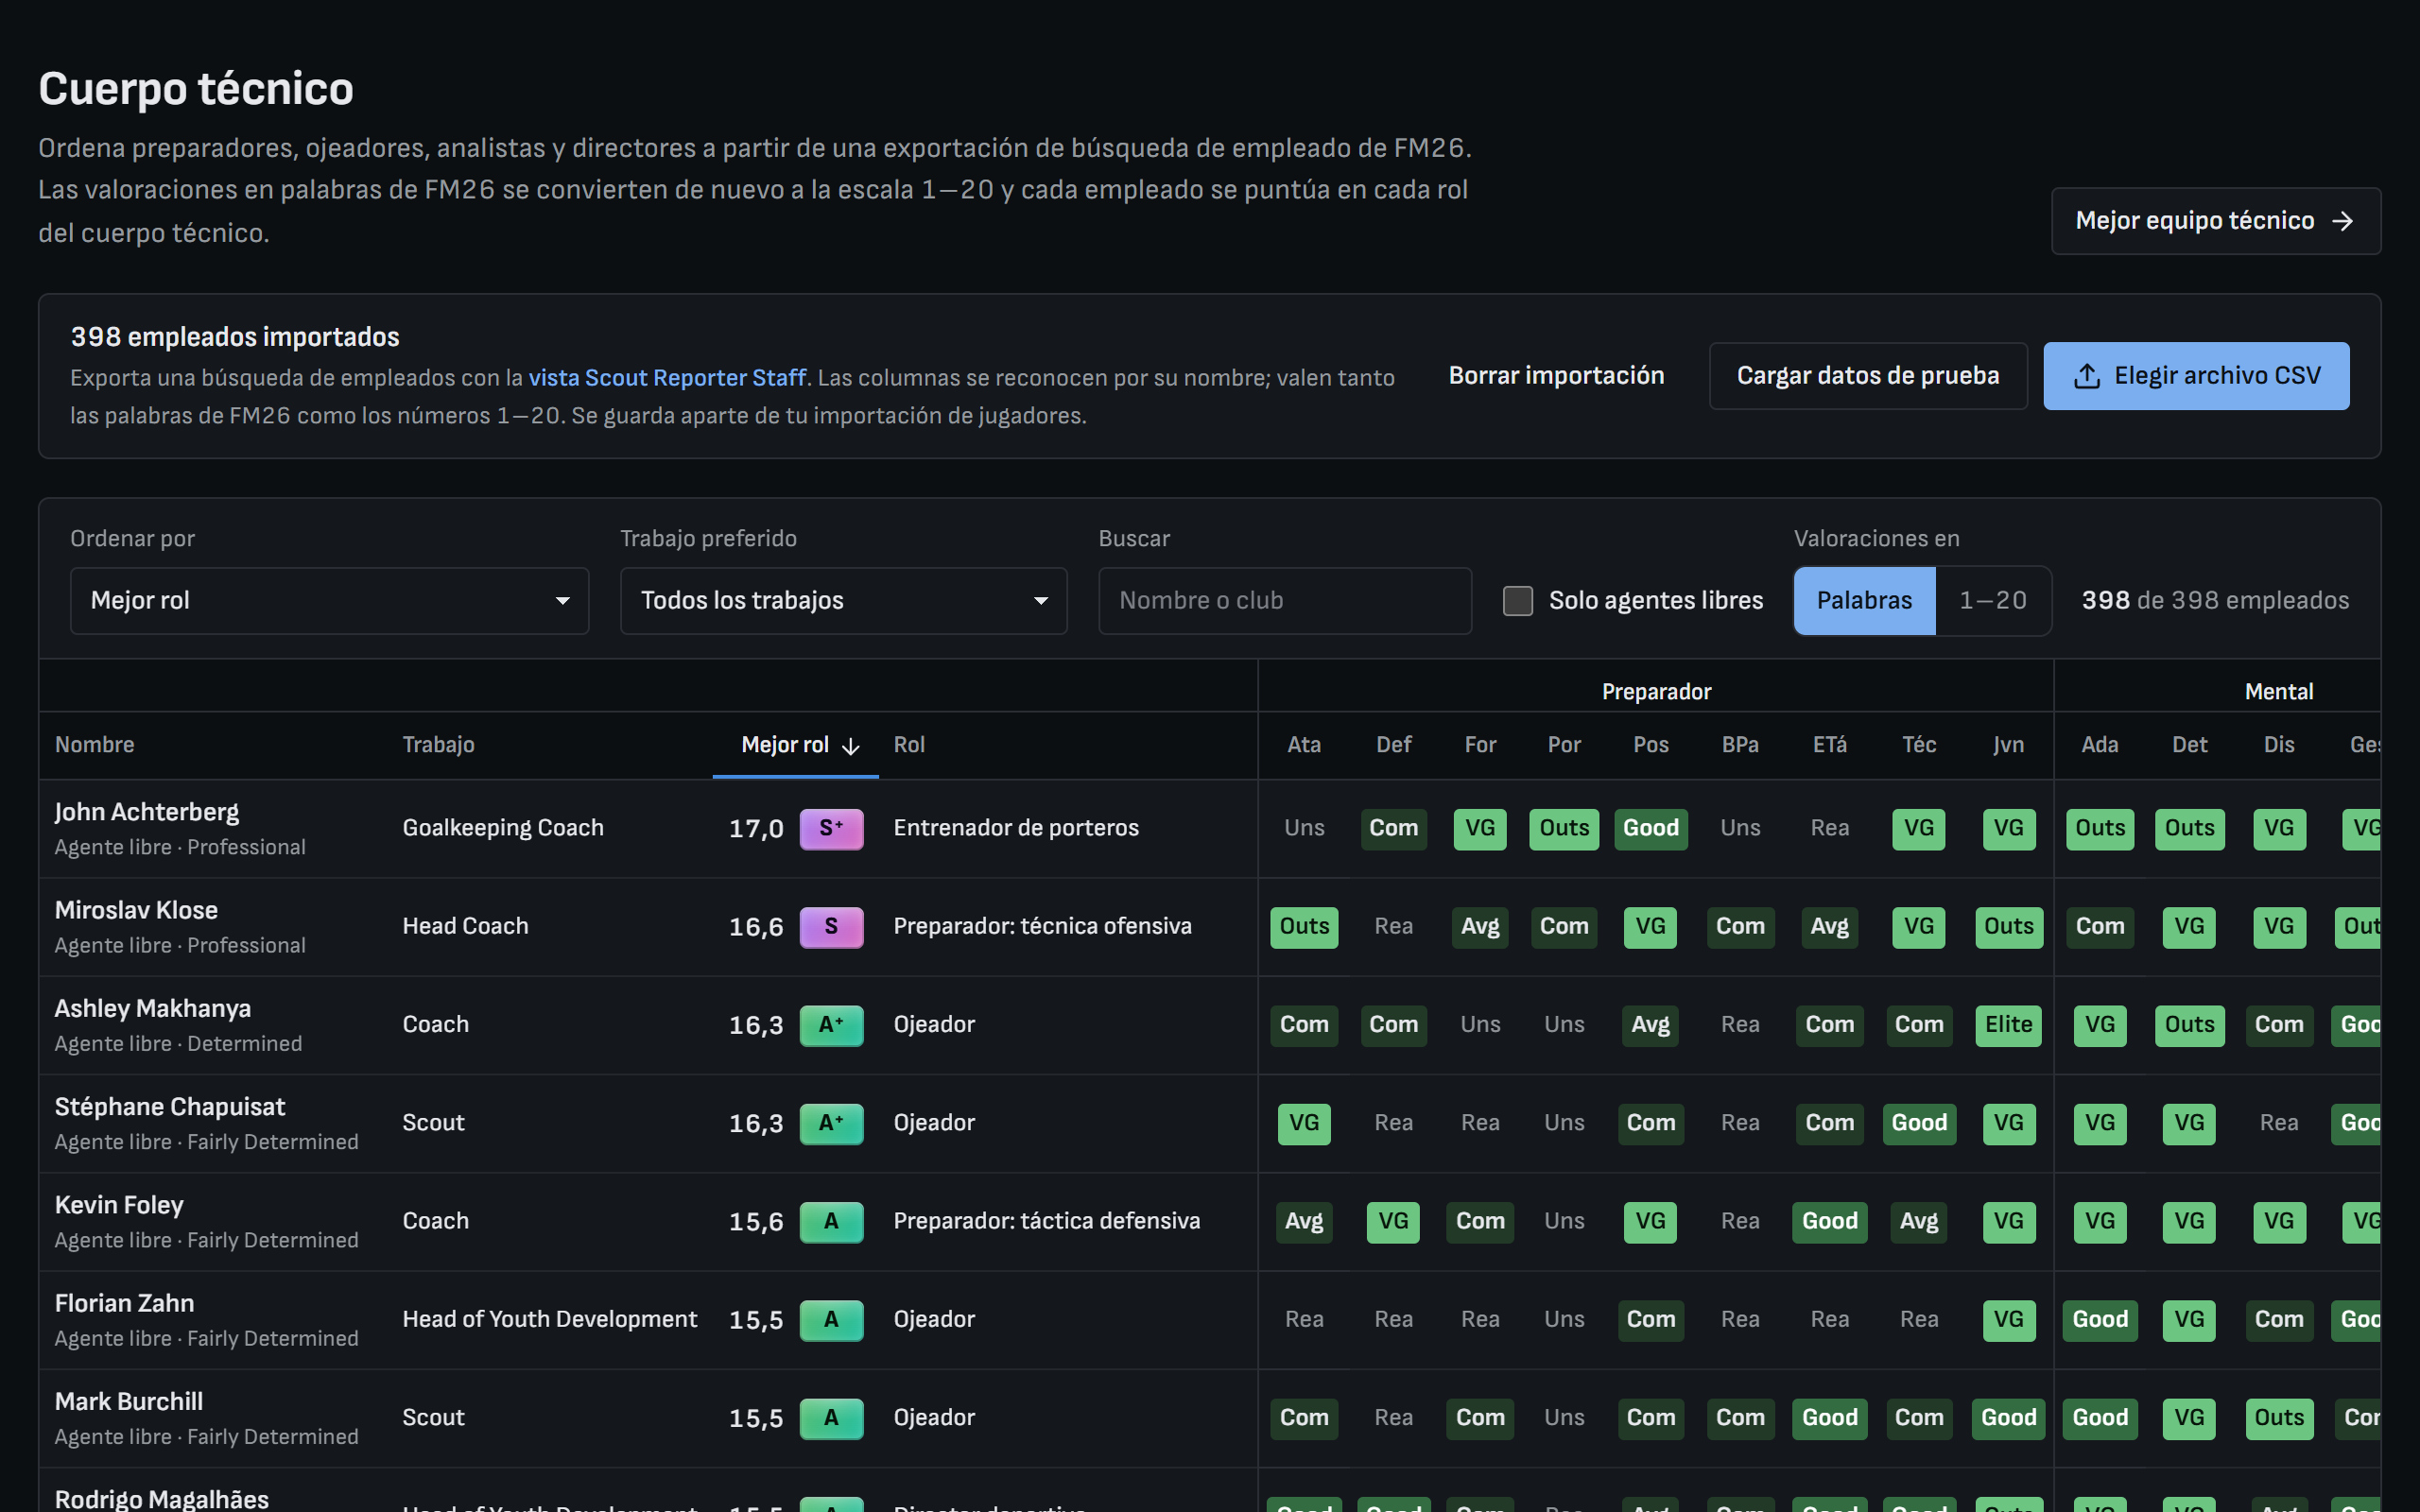 Cuerpo técnico
Ordena preparadores, ojeadores, analistas y directores a partir de una exportación de búsqueda de empleado de FM26.
Las valoraciones en palabras de FM26 se convierten de nuevo a la escala 1–20 y cada empleado se puntúa en cada rol
del cuerpo técnico.
Mejor equipo técnico →
398 empleados importados
Exporta una búsqueda de empleados con la vista Scout Reporter Staff. Las columnas se reconocen por su nombre; valen tanto
las palabras de FM26 como los números 1–20. Se guarda aparte de tu importación de jugadores.
Borrar importación
Cargar datos de prueba
Elegir archivo CSV
Ordenar por
Mejor rol
Trabajo preferido
Todos los trabajos
Buscar
Nombre o club
Solo agentes libres
Valoraciones en
Palabras 1–20
398 de 398 empleados
Preparador Mental
Nombre Trabajo Mejor rol ↓ Rol Ata Def For Por Pos BPa ETá Téc Jvn Ada Det Dis
John Achterberg
Agente libre · Professional
Goalkeeping Coach 17,0 S+ Entrenador de porteros Uns Com VG Outs Good Uns Rea VG VG Outs Outs VG VG
Miroslav Klose
Agente libre · Professional
Head Coach 16,6 S Preparador: técnica ofensiva Outs Rea Avg Com VG Com Avg VG Outs Com VG VG
Ashley Makhanya
Agente libre · Determined
Coach 16,3 A+ Ojeador Com Com Uns Uns Avg Rea Com Com Elite VG Outs Com
Stéphane Chapuisat
Agente libre · Fairly Determined
Scout 16,3 A+ Ojeador VG Rea Rea Uns Com Rea Com Good VG VG VG Rea
Kevin Foley
Agente libre · Fairly Determined
Coach 15,6 A Preparador: táctica defensiva Avg VG Com Uns VG Rea Good Avg VG VG VG VG VG
Florian Zahn
Agente libre · Fairly Determined
Head of Youth Development 15,5 A Ojeador Rea Rea Rea Uns Com Rea Rea Rea VG Good VG Com
Mark Burchill
Agente libre · Fairly Determined
Scout 15,5 A Ojeador Com Rea Com Uns Com Com Good Com Good Good VG Outs
Rodrigo Magalhães